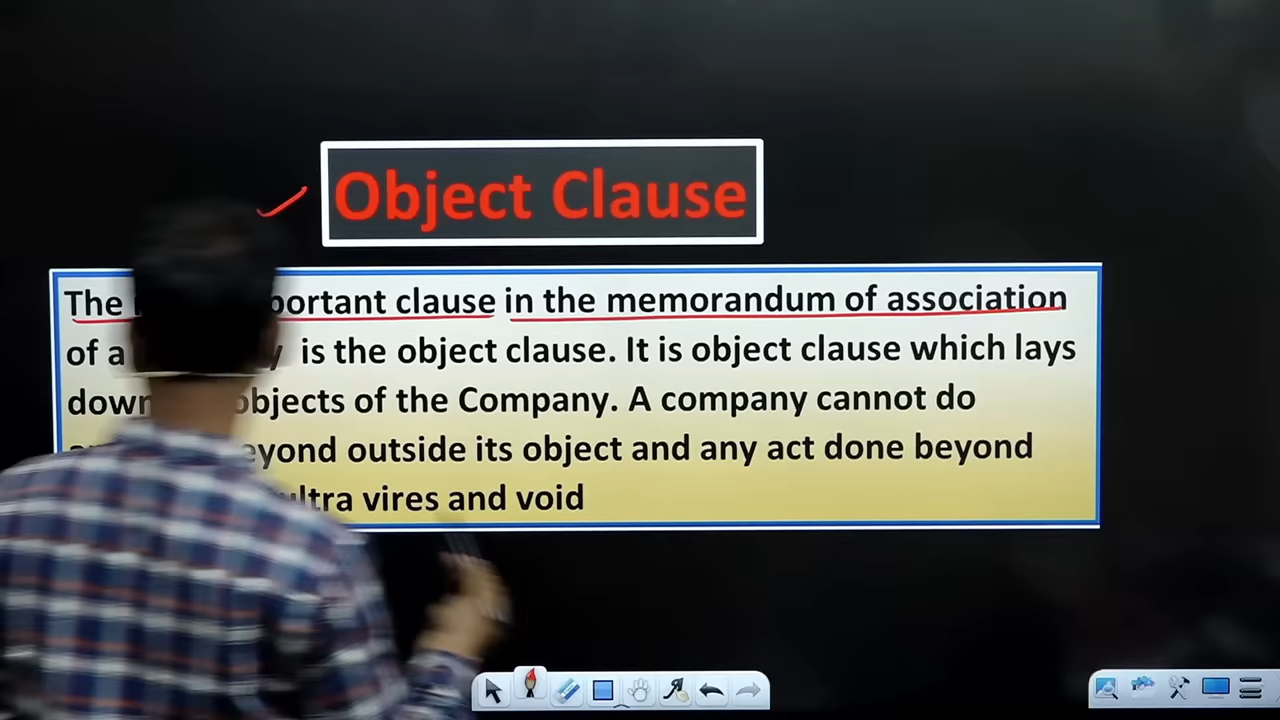 Object Clause
The portant clause in the memorandum of association
of a is the object clause. It is object clause which lays
down objects of the Company. A company cannot do
eyond outside its object and any act done beyond
ultra vires and void